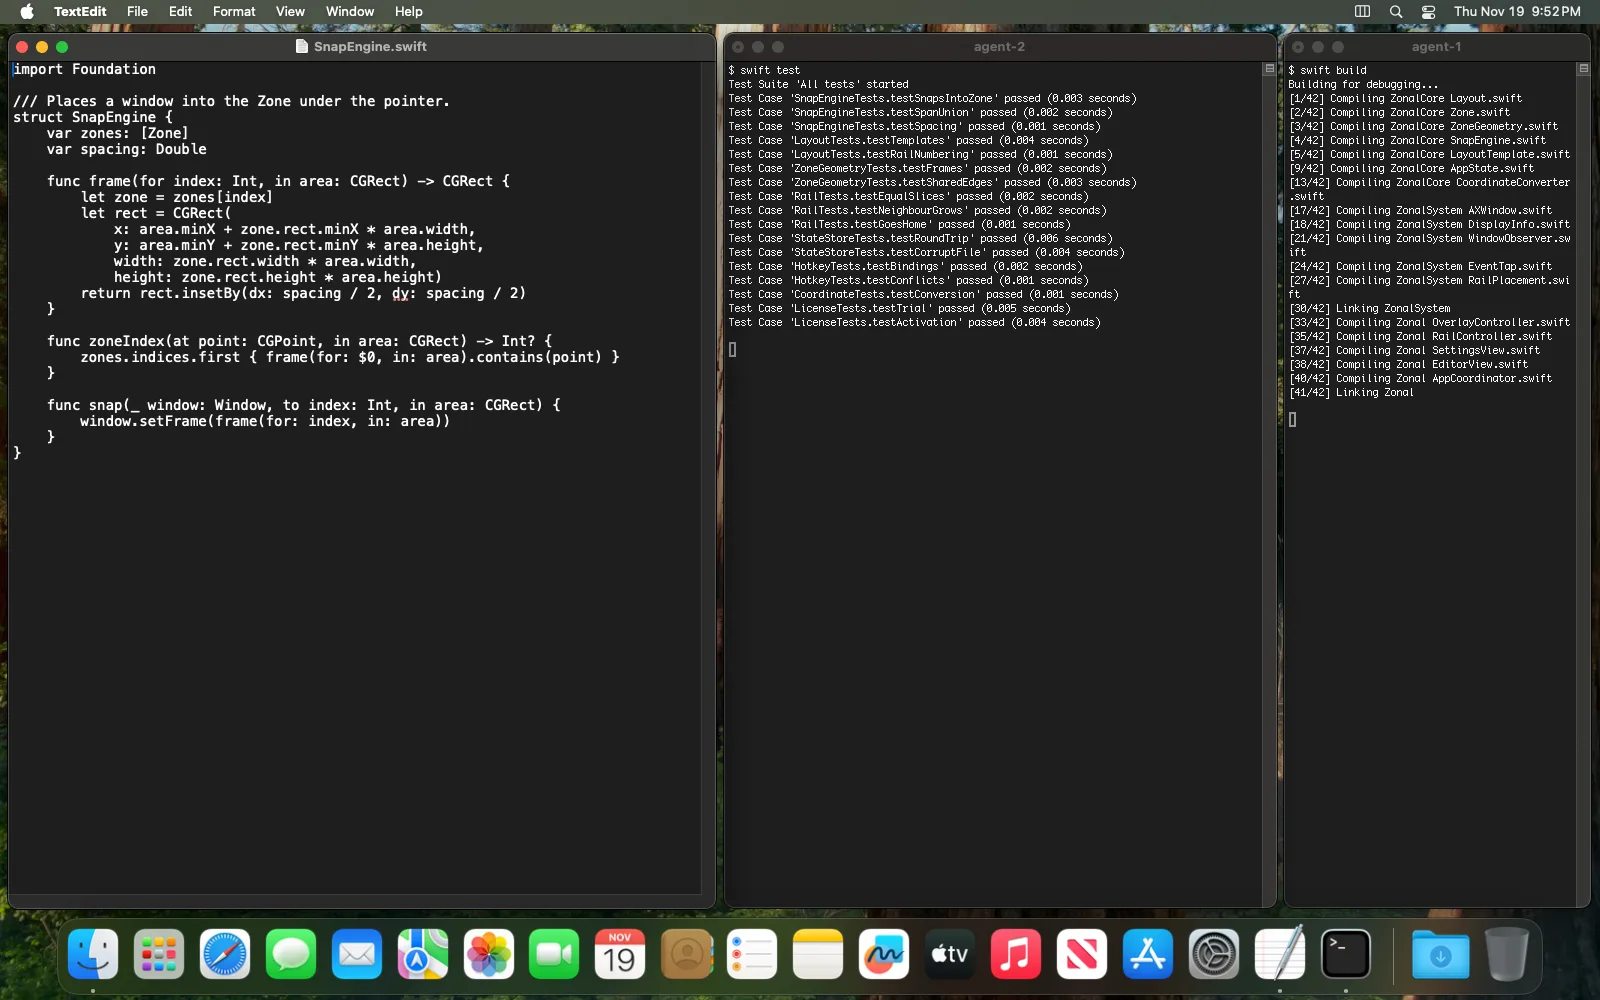 TextEdit File Edit Format View Window Help Thu Nov 19 9:52 PM
SnapEngine.swift
import Foundation
/// Places a window into the Zone under the pointer.
struct SnapEngine {
    var zones: [Zone]
    var spacing: Double
    func frame(for index: Int, in area: CGRect) -> CGRect {
        let zone = zones[index]
        let rect = CGRect(
            x: area.minX + zone.rect.minX * area.width,
            y: area.minY + zone.rect.minY * area.height,
            width: zone.rect.width * area.width,
            height: zone.rect.height * area.height)
        return rect.insetBy(dx: spacing / 2, dy: spacing / 2)
    }
    func zoneIndex(at point: CGPoint, in area: CGRect) -> Int? {
        zones.indices.first { frame(for: $0, in: area).contains(point) }
    }
    func snap(_ window: Window, to index: Int, in area: CGRect) {
        window.setFrame(frame(for: index, in: area))
    }
}
agent-2
$ swift test
Test Suite 'All tests' started
Test Case 'SnapEngineTests.testSnapsIntoZone' passed (0.003 seconds)
Test Case 'SnapEngineTests.testSpanUnion' passed (0.002 seconds)
Test Case 'SnapEngineTests.testSpacing' passed (0.001 seconds)
Test Case 'LayoutTests.testTemplates' passed (0.004 seconds)
Test Case 'LayoutTests.testRailNumbering' passed (0.001 seconds)
Test Case 'ZoneGeometryTests.testFrames' passed (0.002 seconds)
Test Case 'ZoneGeometryTests.testSharedEdges' passed (0.003 seconds)
Test Case 'RailTests.testEqualSlices' passed (0.002 seconds)
Test Case 'RailTests.testNeighbourGrows' passed (0.002 seconds)
Test Case 'RailTests.testGoesHome' passed (0.001 seconds)
Test Case 'StateStoreTests.testRoundTrip' passed (0.006 seconds)
Test Case 'StateStoreTests.testCorruptFile' passed (0.004 seconds)
Test Case 'HotkeyTests.testBindings' passed (0.002 seconds)
Test Case 'HotkeyTests.testConflicts' passed (0.001 seconds)
Test Case 'CoordinateTests.testConversion' passed (0.001 seconds)
Test Case 'LicenseTests.testTrial' passed (0.005 seconds)
Test Case 'LicenseTests.testActivation' passed (0.004 seconds)
agent-1
$ swift build
Building for debugging...
[1/42] Compiling ZonalCore Layout.swift
[2/42] Compiling ZonalCore Zone.swift
[3/42] Compiling ZonalCore ZoneGeometry.swift
[4/42] Compiling ZonalCore SnapEngine.swift
[5/42] Compiling ZonalCore LayoutTemplate.swift
[9/42] Compiling ZonalCore AppState.swift
[13/42] Compiling ZonalCore CoordinateConverter
.swift
[17/42] Compiling ZonalSystem AXWindow.swift
[18/42] Compiling ZonalSystem DisplayInfo.swift
[21/42] Compiling ZonalSystem WindowObserver.sw
ift
[24/42] Compiling ZonalSystem EventTap.swift
[27/42] Compiling ZonalSystem RailPlacement.swi
ft
[30/42] Linking ZonalSystem
[33/42] Compiling Zonal OverlayController.swift
[35/42] Compiling Zonal RailController.swift
[37/42] Compiling Zonal SettingsView.swift
[38/42] Compiling Zonal EditorView.swift
[40/42] Compiling Zonal AppCoordinator.swift
[41/42] Linking Zonal
NOV
19
tv
>_